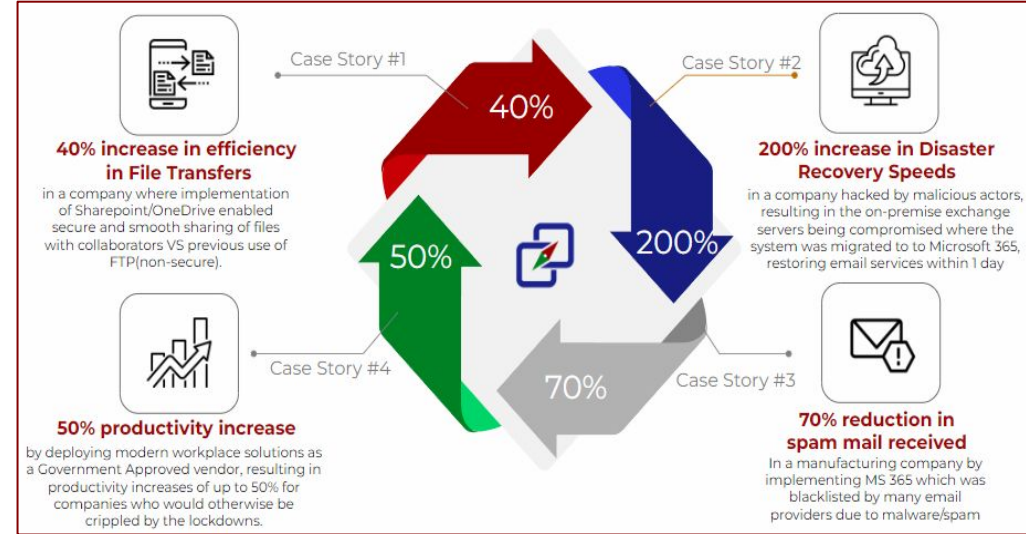 Case Story #1
40%
40% increase in efficiency
in File Transfers
in a company where implementation
of Sharepoint/OneDrive enabled
secure and smooth sharing of files
with collaborators VS previous use of
FTP(non-secure).
Case Story #2
200%
200% increase in Disaster
Recovery Speeds
in a company hacked by malicious actors,
resulting in the on-premise exchange
servers being compromised where the
system was migrated to to Microsoft 365,
restoring email services within 1 day
Case Story #3
70%
70% reduction in
spam mail received
In a manufacturing company by
implementing MS 365 which was
blacklisted by many email
providers due to malware/spam
Case Story #4
50%
50% productivity increase
by deploying modern workplace solutions as
a Government Approved vendor, resulting in
productivity increases of up to 50% for
companies who would otherwise be
crippled by the lockdowns.